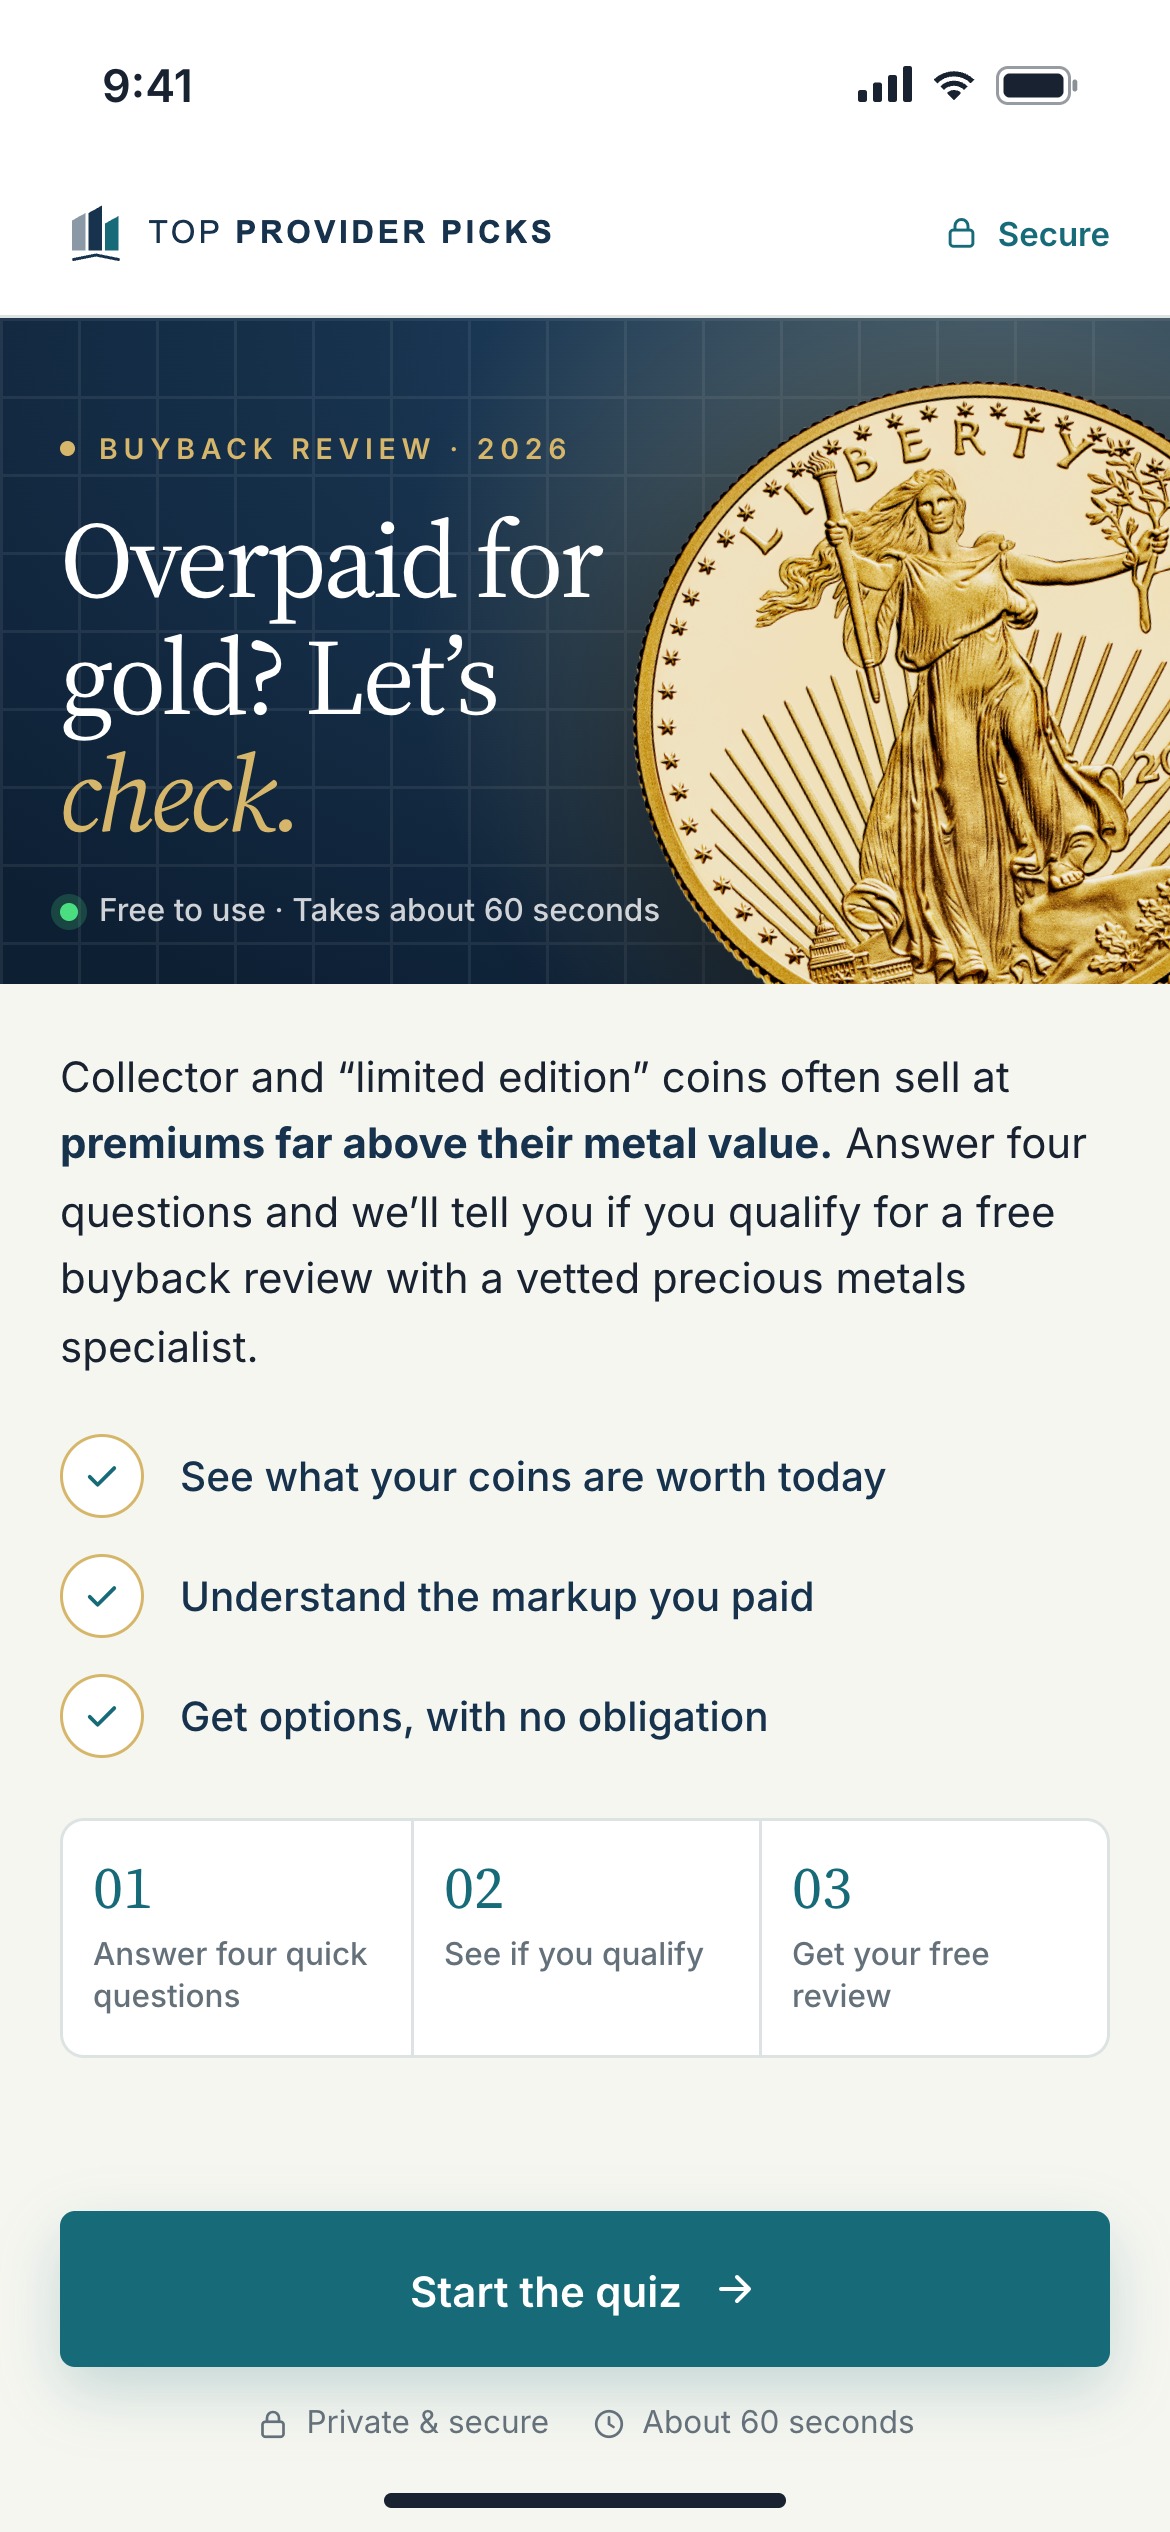 9:41
TOP PROVIDER PICKS
Secure
BUYBACK REVIEW · 2026
LIBERTY
Overpaid for
gold? Let’s
check.
20
Free to use · Takes about 60 seconds
Collector and “limited edition” coins often sell at
premiums far above their metal value. Answer four
questions and we’ll tell you if you qualify for a free
buyback review with a vetted precious metals
specialist.
See what your coins are worth today
Understand the markup you paid
Get options, with no obligation
01
Answer four quick
questions
02
See if you qualify
03
Get your free
review
Start the quiz
Private & secure
About 60 seconds